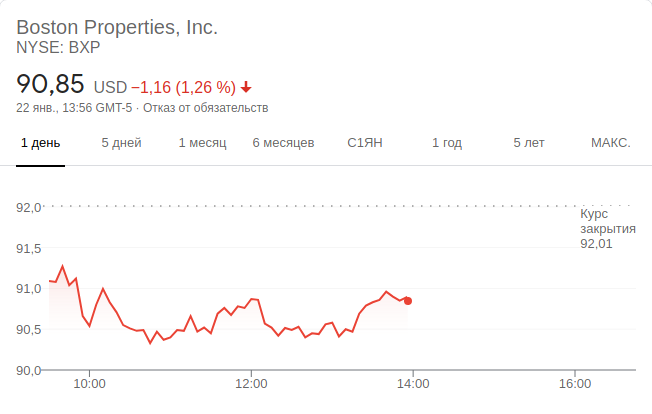 Boston Properties, Inc.
NYSE: BXP
90,85 USD −1,16 (1,26 %)
22 янв., 13:56 GMT-5 · Отказ от обязательств
1 день 5 дней 1 месяц 6 месяцев С1ЯН 1 год 5 лет МАКС.
92,0
Курс
закрытия
92,01
91,5
91,0
90,5
90,0
10:00 12:00 14:00 16:00